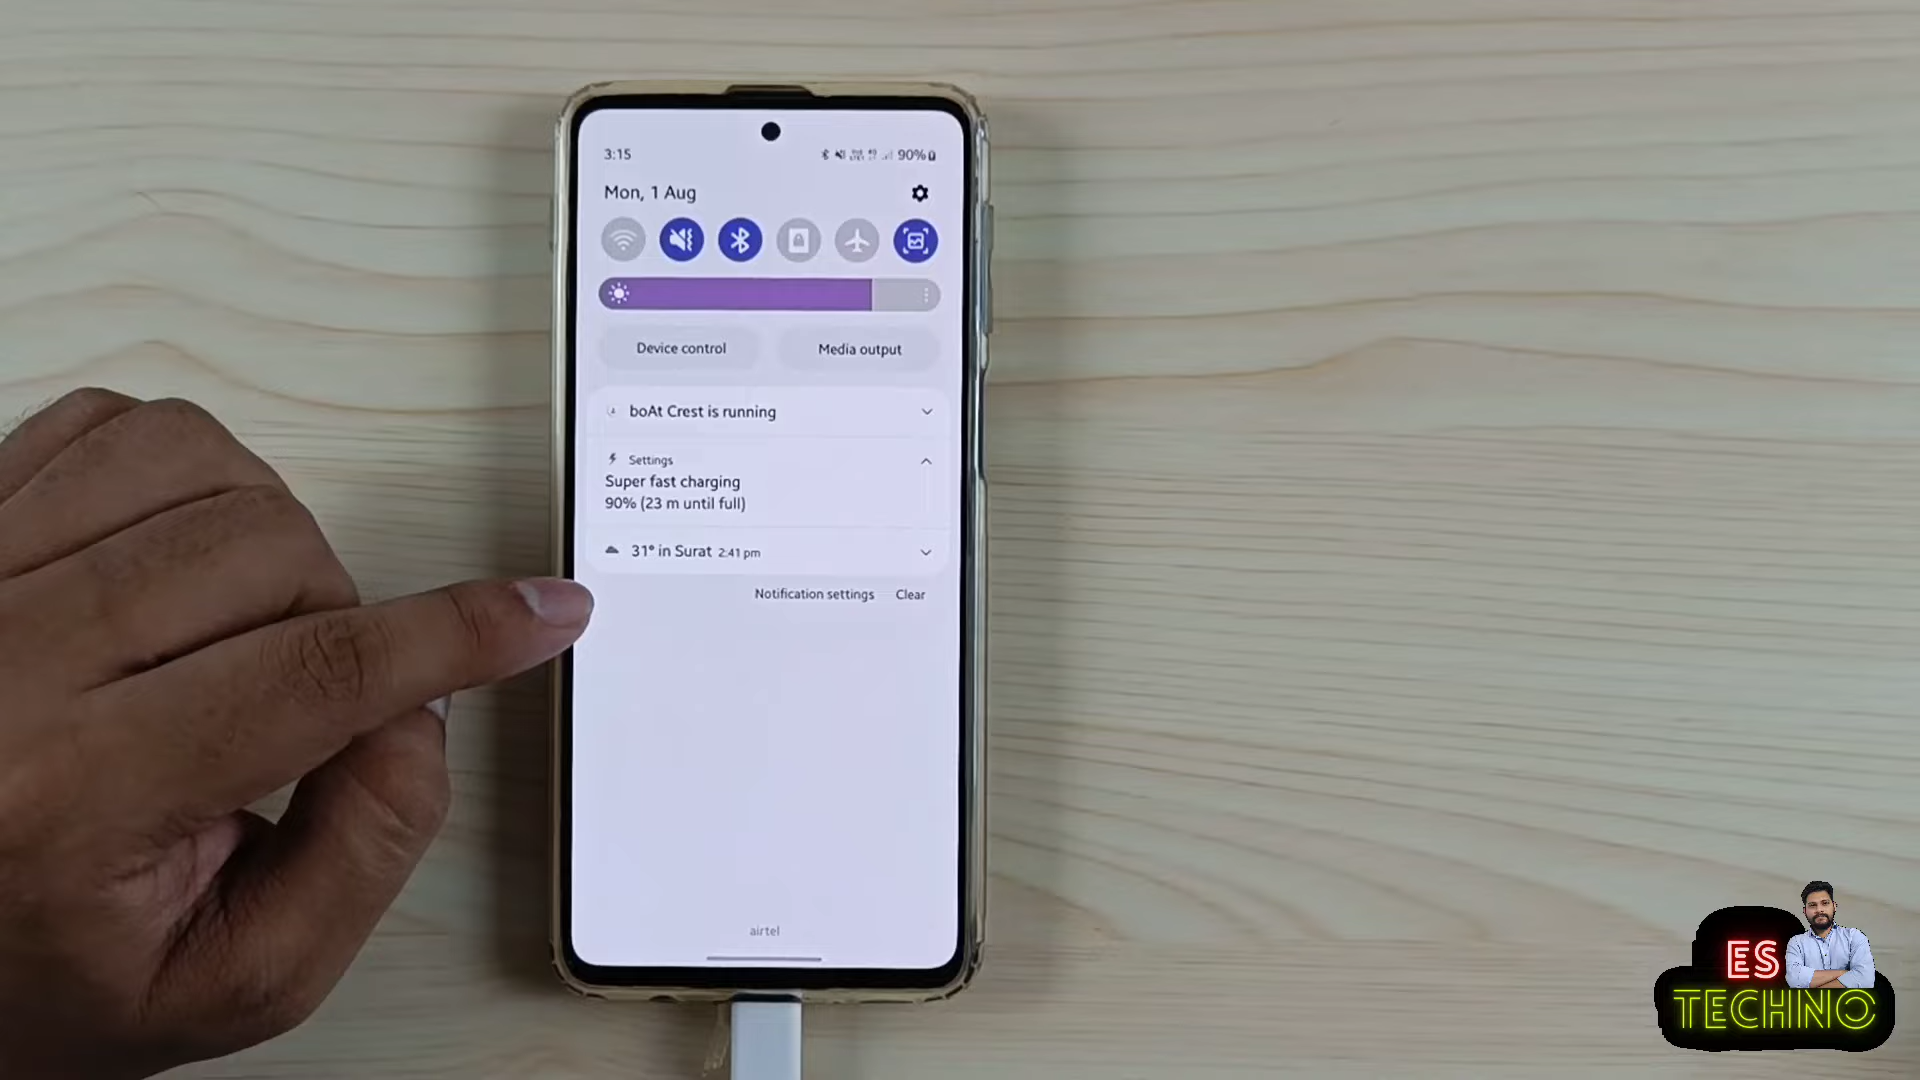 3:15
90%
Mon, 1 Aug
Device control
Media output
boAt Crest is running
Settings
Super fast charging
90% (23 m until full)
31° in Surat 2:41 pm
Notification settings
Clear
airtel
ES
TECHNO